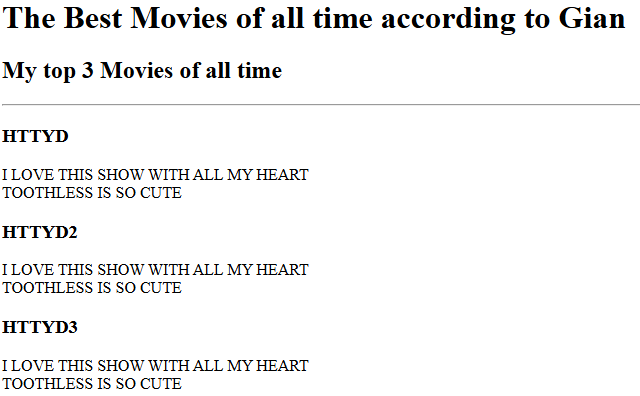 The Best Movies of all time according to Gian
My top 3 Movies of all time
HTTYD
I LOVE THIS SHOW WITH ALL MY HEART
TOOTHLESS IS SO CUTE
HTTYD2
I LOVE THIS SHOW WITH ALL MY HEART
TOOTHLESS IS SO CUTE
HTTYD3
I LOVE THIS SHOW WITH ALL MY HEART
TOOTHLESS IS SO CUTE